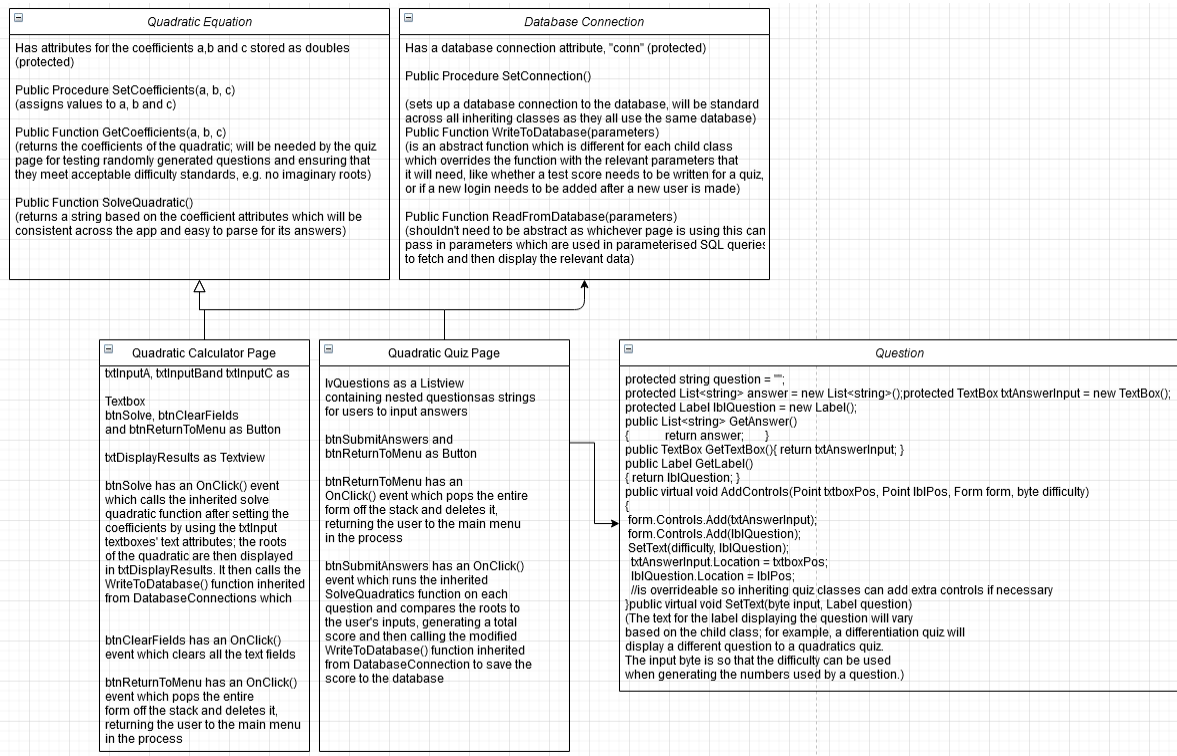 Quadratic Equation
Has attributes for the coefficients a,b and c stored as doubles
(protected)
Public Procedure SetCoefficients(a, b, c)
(assigns values to a, b and c)
Public Function GetCoefficients(a, b, c)
(returns the coefficients of the quadratic; will be needed by the quiz
page for testing randomly generated questions and ensuring that
they meet acceptable difficulty standards, e.g. no imaginary roots)
Public Function SolveQuadratic()
(returns a string based on the coefficient attributes which will be
consistent across the app and easy to parse for its answers)
Database Connection
Has a database connection attribute, "conn" (protected)
Public Procedure SetConnection()
(sets up a database connection to the database, will be standard
across all inheriting classes as they all use the same database)
Public Function WriteToDatabase(parameters)
(is an abstract function which is different for each child class
which overrides the function with the relevant parameters that
it will need, like whether a test score needs to be written for a quiz,
or if a new login needs to be added after a new user is made)
Public Function ReadFromDatabase(parameters)
(shouldn't need to be abstract as whichever page is using this can
pass in parameters which are used in parameterised SQL queries
to fetch and then display the relevant data)
Quadratic Calculator Page
txtInputA, txtInputBand txtInputC as
Textbox
btnSolve, btnClearFields
and btnReturnToMenu as Button
txtDisplayResults as Textview
btnSolve has an OnClick() event
which calls the inherited solve
quadratic function after setting the
coefficients by using the txtInput
textboxes' text attributes; the roots
of the quadratic are then displayed
in txtDisplayResults. It then calls the
WriteToDatabase() function inherited
from DatabaseConnections which
btnClearFields has an OnClick()
event which clears all the text fields
btnReturnToMenu has an OnClick()
event which pops the entire
form off the stack and deletes it,
returning the user to the main menu
in the process
Quadratic Quiz Page
lvQuestions as a Listview
containing nested questionsas strings
for users to input answers
btnSubmitAnswers and
btnReturnToMenu as Button
btnReturnToMenu has an
OnClick() event which pops the entire
form off the stack and deletes it,
returning the user to the main menu
in the process
btnSubmitAnswers has an OnClick()
event which runs the inherited
SolveQuadratics function on each
question and compares the roots to
the user's inputs, generating a total
score and then calling the modified
WriteToDatabase() function inherited
from DatabaseConnection to save the
score to the database
Question
protected string question = "";
protected List<string> answer = new List<string>();protected TextBox txtAnswerInput = new TextBox();
protected Label lblQuestion = new Label();
public List<string> GetAnswer()
{ return answer; }
public TextBox GetTextBox(){ return txtAnswerInput; }
public Label GetLabel()
{ return lblQuestion; }
public virtual void AddControls(Point txtboxPos, Point lblPos, Form form, byte difficulty)
{
form.Controls.Add(txtAnswerInput);
form.Controls.Add(lblQuestion);
SetText(difficulty, lblQuestion);
txtAnswerInput.Location = txtboxPos;
lblQuestion.Location = lblPos;
//is overrideable so inheriting quiz classes can add extra controls if necessary
}public virtual void SetText(byte input, Label question)
(The text for the label displaying the question will vary
based on the child class; for example, a differentiation quiz will
display a different question to a quadratics quiz.
The input byte is so that the difficulty can be used
when generating the numbers used by a question.)